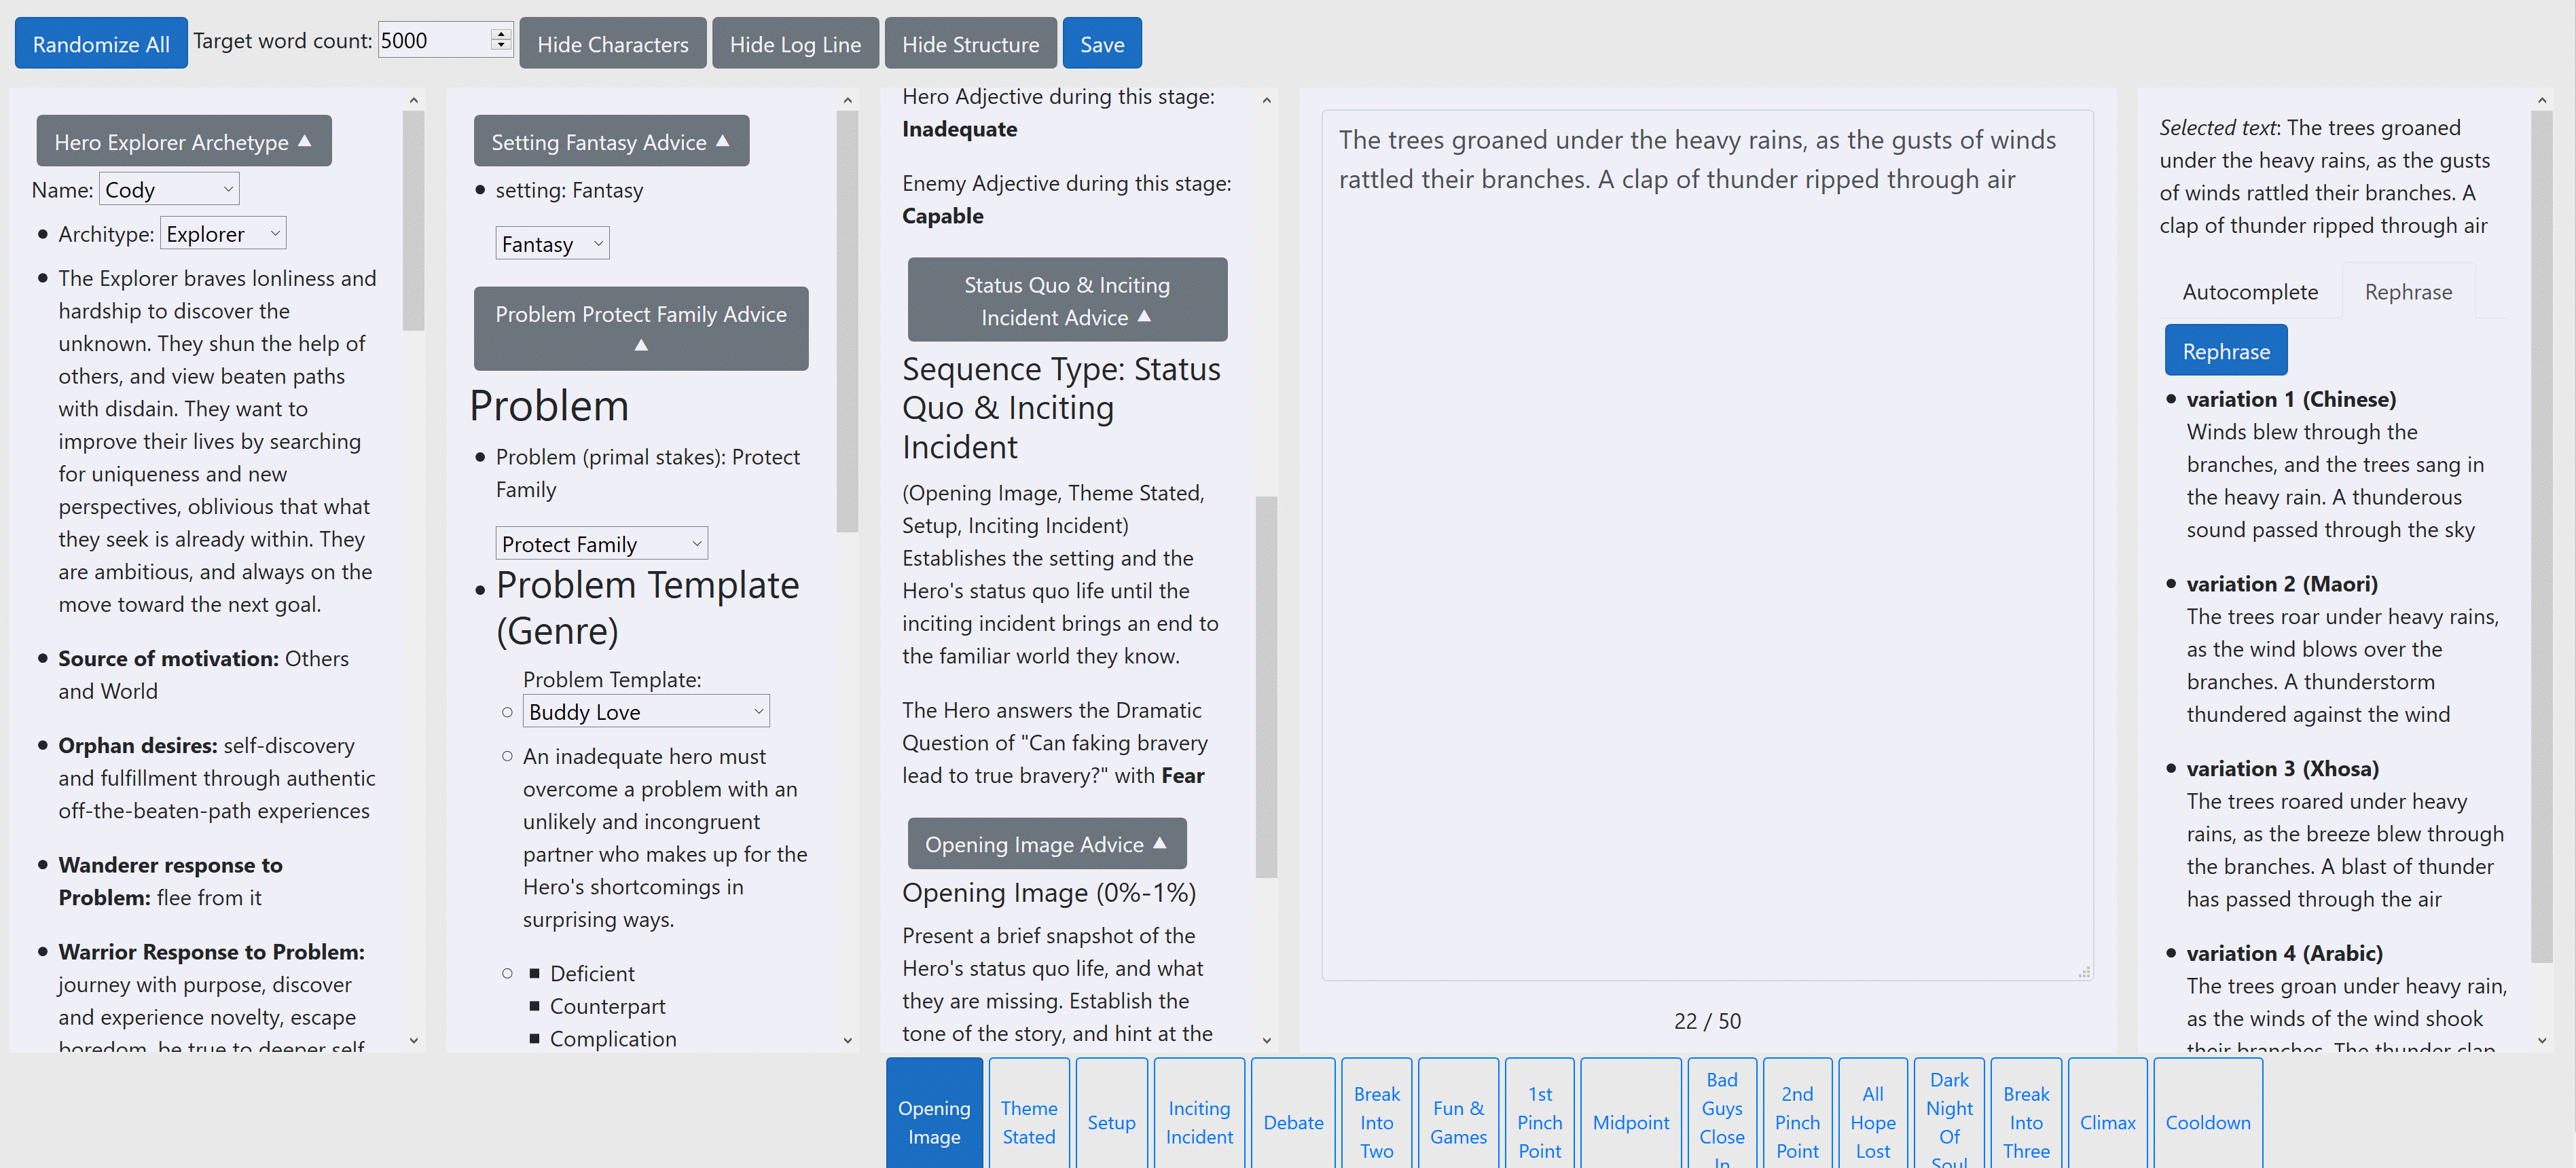 Randomize All Target word count: 5000 Hide Characters Hide Log Line Hide Structure Save
Hero Explorer Archetype ▲
Name: Cody
Architype: Explorer
The Explorer braves lonliness and
hardship to discover the
unknown. They shun the help of
others, and view beaten paths
with disdain. They want to
improve their lives by searching
for uniqueness and new
perspectives, oblivious that what
they seek is already within. They
are ambitious, and always on the
move toward the next goal.
Source of motivation: Others
and World
Orphan desires: self-discovery
and fulfillment through authentic
off-the-beaten-path experiences
Wanderer response to
Problem: flee from it
Warrior Response to Problem:
journey with purpose, discover
and experience novelty, escape
boredom, be true to deeper self
Setting Fantasy Advice ▲
setting: Fantasy
Fantasy
Problem Protect Family Advice
▲
Problem
Problem (primal stakes): Protect
Family
Protect Family
Problem Template
(Genre)
Problem Template:
Buddy Love
An inadequate hero must
overcome a problem with an
unlikely and incongruent
partner who makes up for the
Hero's shortcomings in
surprising ways.
Deficient
Counterpart
Complication
Hero Adjective during this stage:
Inadequate
Enemy Adjective during this stage:
Capable
Status Quo & Inciting
Incident Advice ▲
Sequence Type: Status
Quo & Inciting
Incident
(Opening Image, Theme Stated,
Setup, Inciting Incident)
Establishes the setting and the
Hero's status quo life until the
inciting incident brings an end to
the familiar world they know.
The Hero answers the Dramatic
Question of "Can faking bravery
lead to true bravery?" with Fear
Opening Image Advice ▲
Opening Image (0%-1%)
Present a brief snapshot of the
Hero's status quo life, and what
they are missing. Establish the
tone of the story, and hint at the
The trees groaned under the heavy rains, as the gusts of winds
rattled their branches. A clap of thunder ripped through air
22 / 50
Selected text: The trees groaned
under the heavy rains, as the gusts
of winds rattled their branches. A
clap of thunder ripped through air
Autocomplete Rephrase
Rephrase
variation 1 (Chinese)
Winds blew through the
branches, and the trees sang in
the heavy rain. A thunderous
sound passed through the sky
variation 2 (Maori)
The trees roar under heavy rains,
as the wind blows over the
branches. A thunderstorm
thundered against the wind
variation 3 (Xhosa)
The trees roared under heavy
rains, as the breeze blew through
the branches. A blast of thunder
has passed through the air
variation 4 (Arabic)
The trees groan under heavy rain,
as the winds of the wind shook
their branches. The thunder clap
Opening
Image
Theme
Stated
Setup
Inciting
Incident
Debate
Break
Into
Two
Fun &
Games
1st
Pinch
Point
Midpoint
Bad
Guys
Close
In
2nd
Pinch
Point
All
Hope
Lost
Dark
Night
Of
Soul
Break
Into
Three
Climax
Cooldown